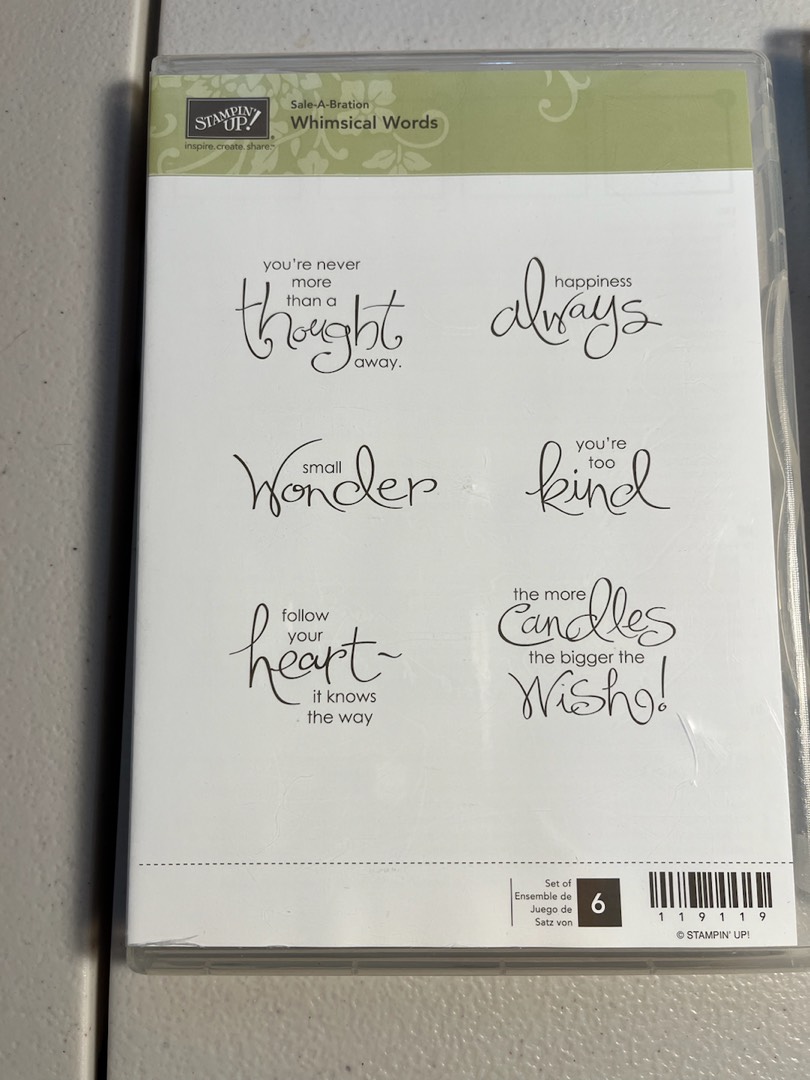 STAMPIN' UP!®
inspire.create.share.™
Sale-A-Bration
Whimsical Words
you're never
more
than a
thought
away.
happiness
always
small
wonder
you're
too
kind
follow
your
heart~
it knows
the way
the more
candles
the bigger the
wish!
Set of
Ensemble de
Juego de
Satz von
6
119119
© STAMPIN' UP!